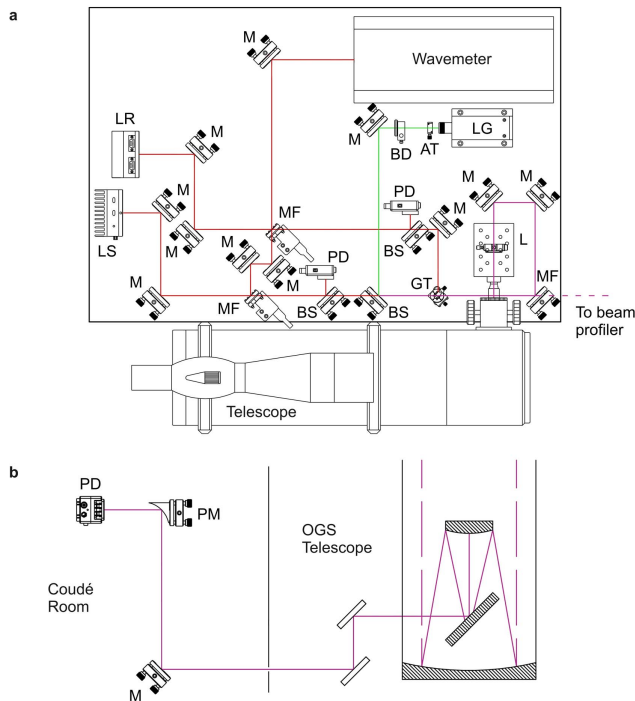 a
M
Wavemeter
LR
M
M
BD
AT
LG
M
PD
M
M
M
LS
M
MF
BS
L
M
PD
GT
MF
M
M
MF
BS
BS
To beam
profiler
Telescope
b
PD
PM
OGS
Telescope
Coudé
Room
M